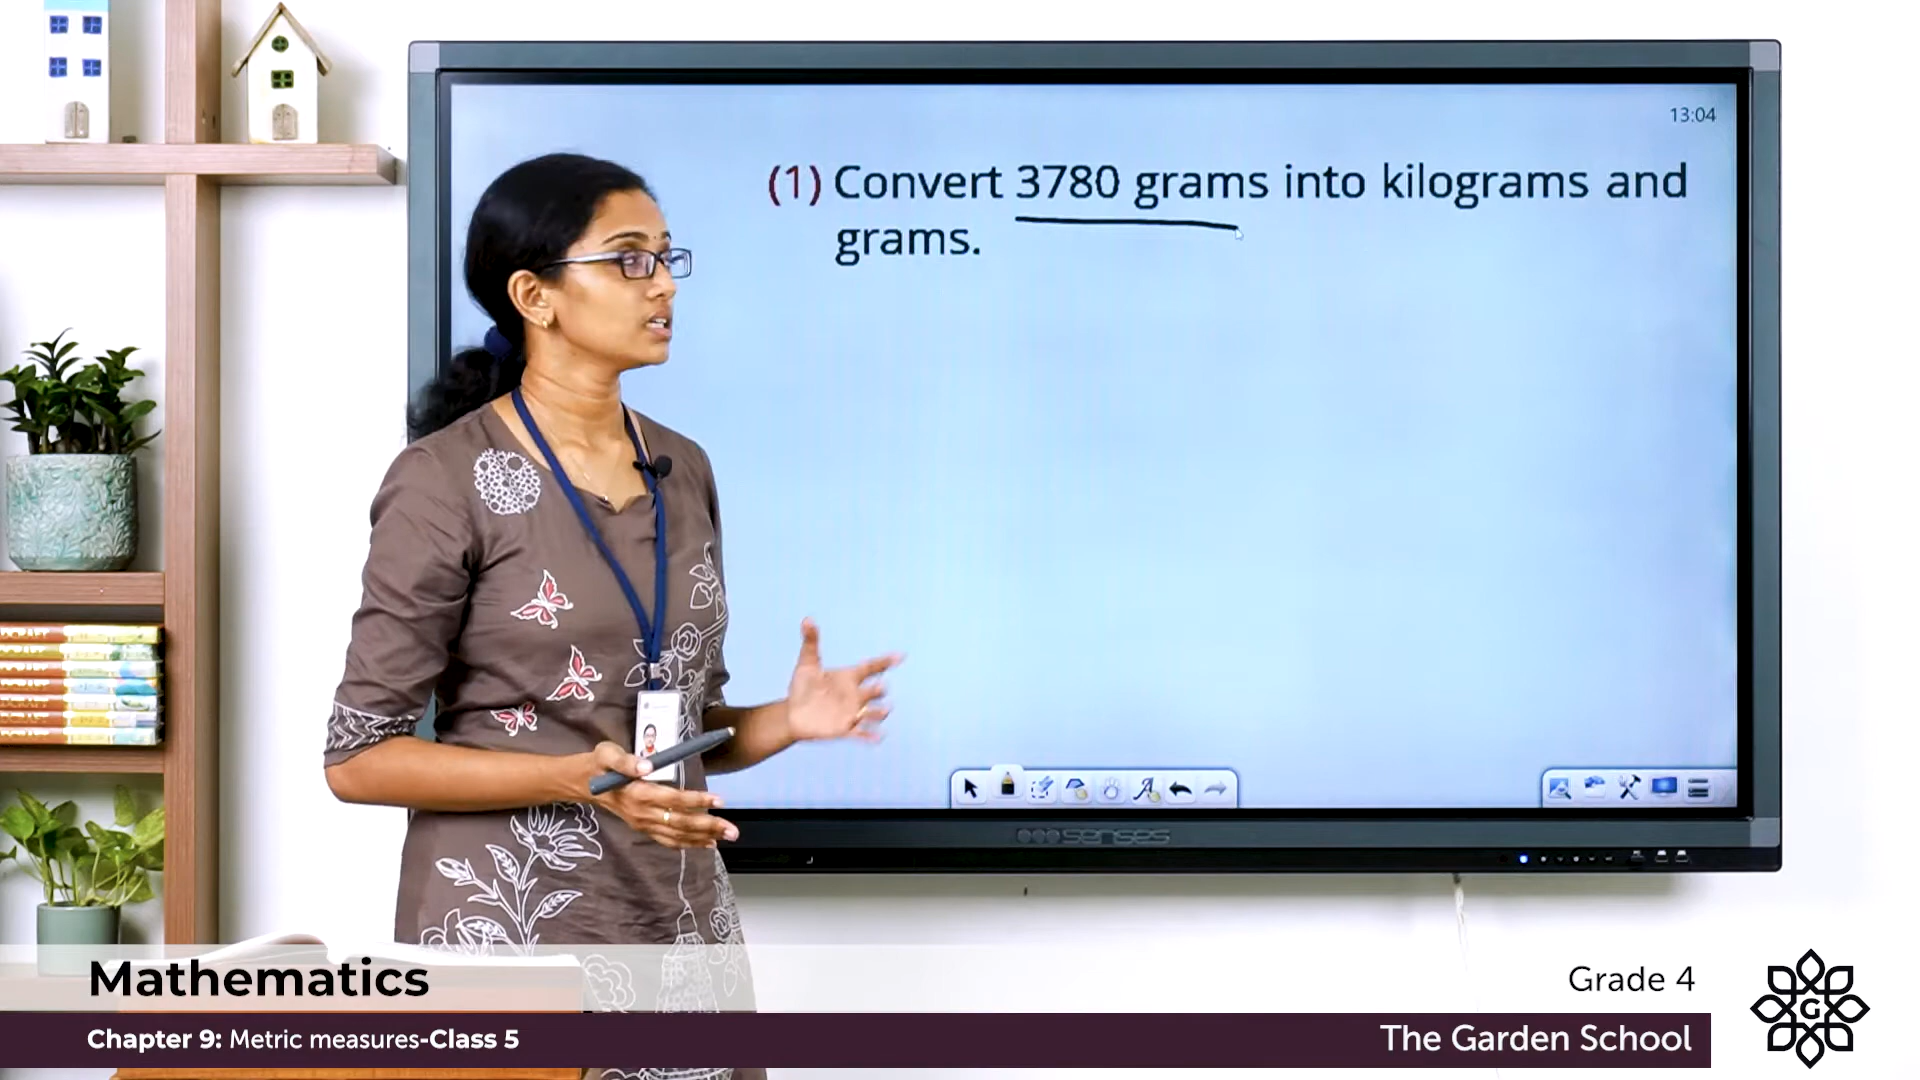 13:04
(1) Convert 3780 grams into kilograms and
grams.
senses
Mathematics
Grade 4
Chapter 9: Metric measures-Class 5
The Garden School
G